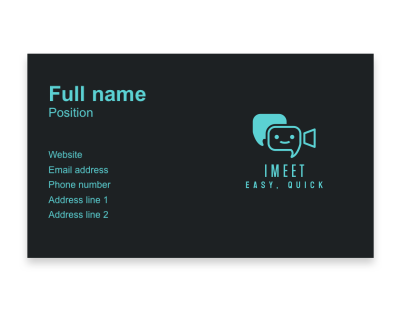 Full name
Position
Website
Email address
Phone number
Address line 1
Address line 2
IMEET
EASY, QUICK